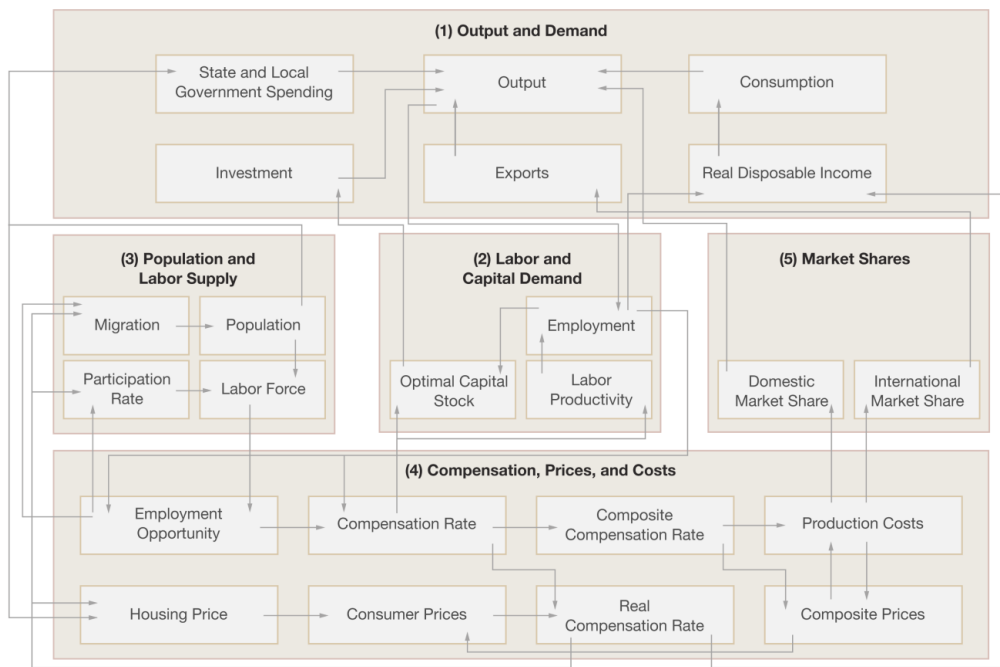 (1) Output and Demand
State and Local
Government Spending
Output
Consumption
Investment
Exports
Real Disposable Income
(3) Population and
Labor Supply
Migration
Population
Participation
Rate
Labor Force
(2) Labor and
Capital Demand
Employment
Optimal Capital
Stock
Labor
Productivity
(5) Market Shares
Domestic
Market Share
International
Market Share
(4) Compensation, Prices, and Costs
Employment
Opportunity
Compensation Rate
Composite
Compensation Rate
Production Costs
Housing Price
Consumer Prices
Real
Compensation Rate
Composite Prices